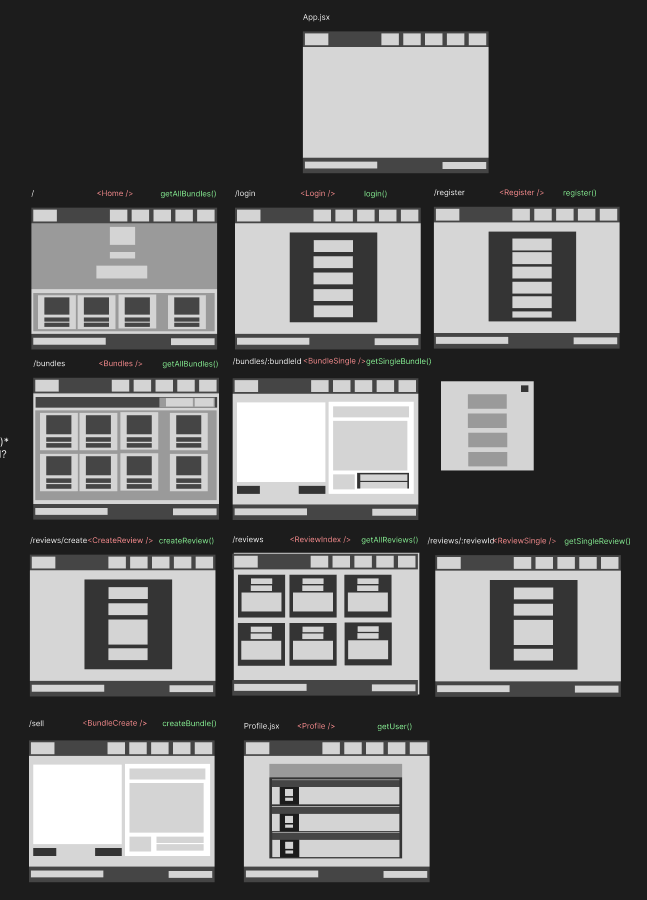 App.jsx
/ <Home /> getAllBundles()
/login <Login /> login()
/register <Register /> register()
/bundles <Bundles /> getAllBundles()
/bundles/:bundleId <BundleSingle /> getSingleBundle()
)*
l?
/reviews/create <CreateReview /> createReview()
/reviews <ReviewIndex /> getAllReviews()
/reviews/:reviewId <ReviewSingle /> getSingleReview()
/sell <BundleCreate /> createBundle()
Profile.jsx <Profile /> getUser()